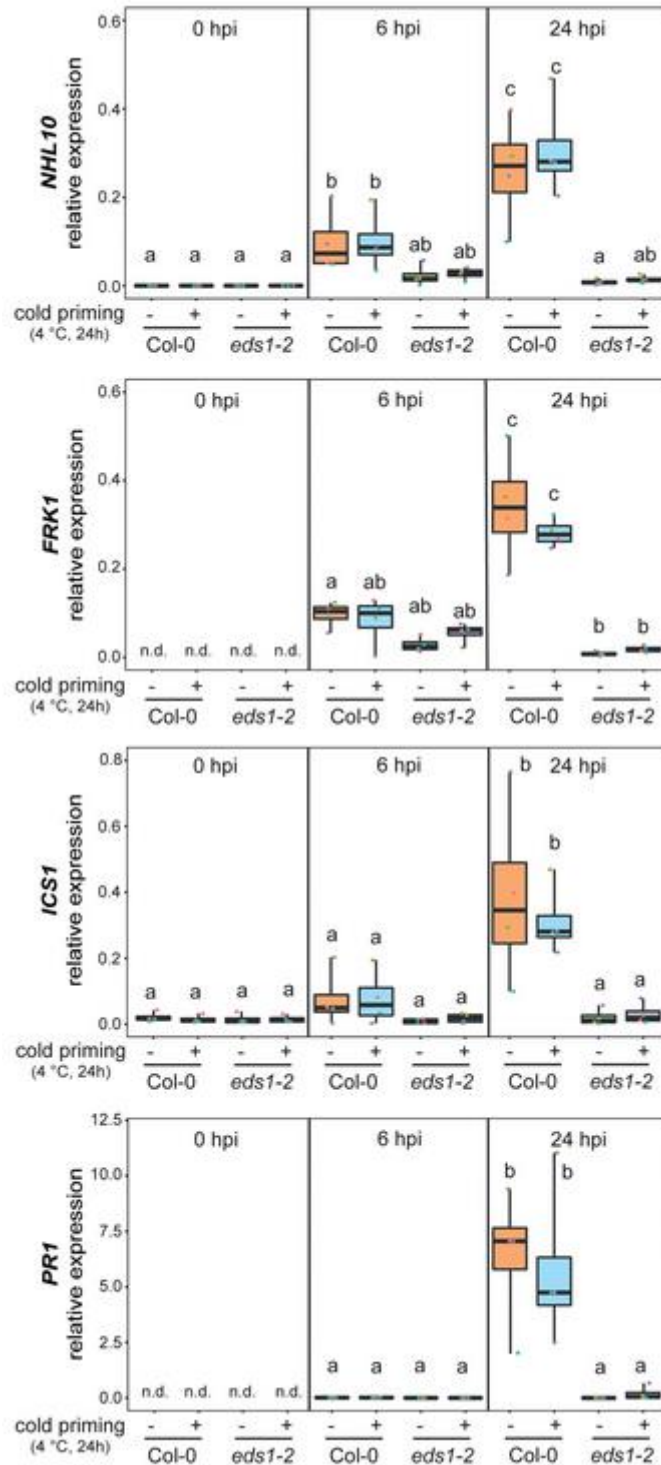 0.6
0 hpi
6 hpi
24 hpi
NHL10
relative expression
0.4
0.2
0.0
a a a a
b b ab ab
c c a ab
cold priming - + - + - + - + - + - +
(4 °C, 24h)
Col-0 eds1-2 Col-0 eds1-2 Col-0 eds1-2
0.6
0 hpi
6 hpi
24 hpi
FRK1
relative expression
0.4
0.2
0.0
n.d. n.d. n.d. n.d.
a ab ab ab
c c b b
cold priming - + - + - + - + - + - +
(4 °C, 24h)
Col-0 eds1-2 Col-0 eds1-2 Col-0 eds1-2
0.8
0 hpi
6 hpi
24 hpi
ICS1
relative expression
0.6
0.4
0.2
0.0
a a a a
a a a a
b b a a
cold priming - + - + - + - + - + - +
(4 °C, 24h)
Col-0 eds1-2 Col-0 eds1-2 Col-0 eds1-2
12.5
0 hpi
6 hpi
24 hpi
PR1
relative expression
10.0
7.5
5.0
2.5
0.0
n.d. n.d. n.d. n.d.
a a a a
b b a a
cold priming - + - + - + - + - + - +
(4 °C, 24h)
Col-0 eds1-2 Col-0 eds1-2 Col-0 eds1-2